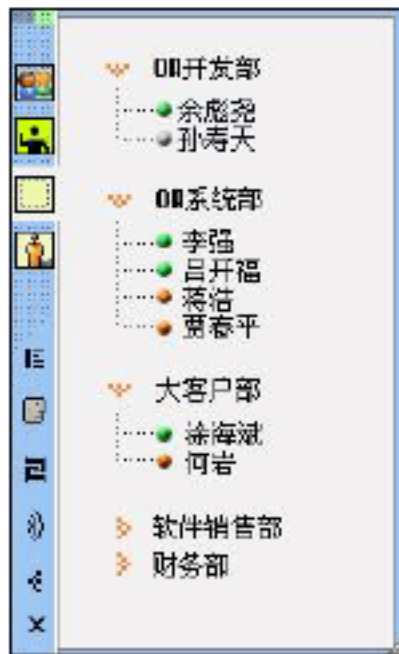 OA开发部
余彪尧
孙寿天
OA系统部
李强
吕开福
蒋浩
贾春平
大客户部
徐海斌
何岩
软件销售部
财务部